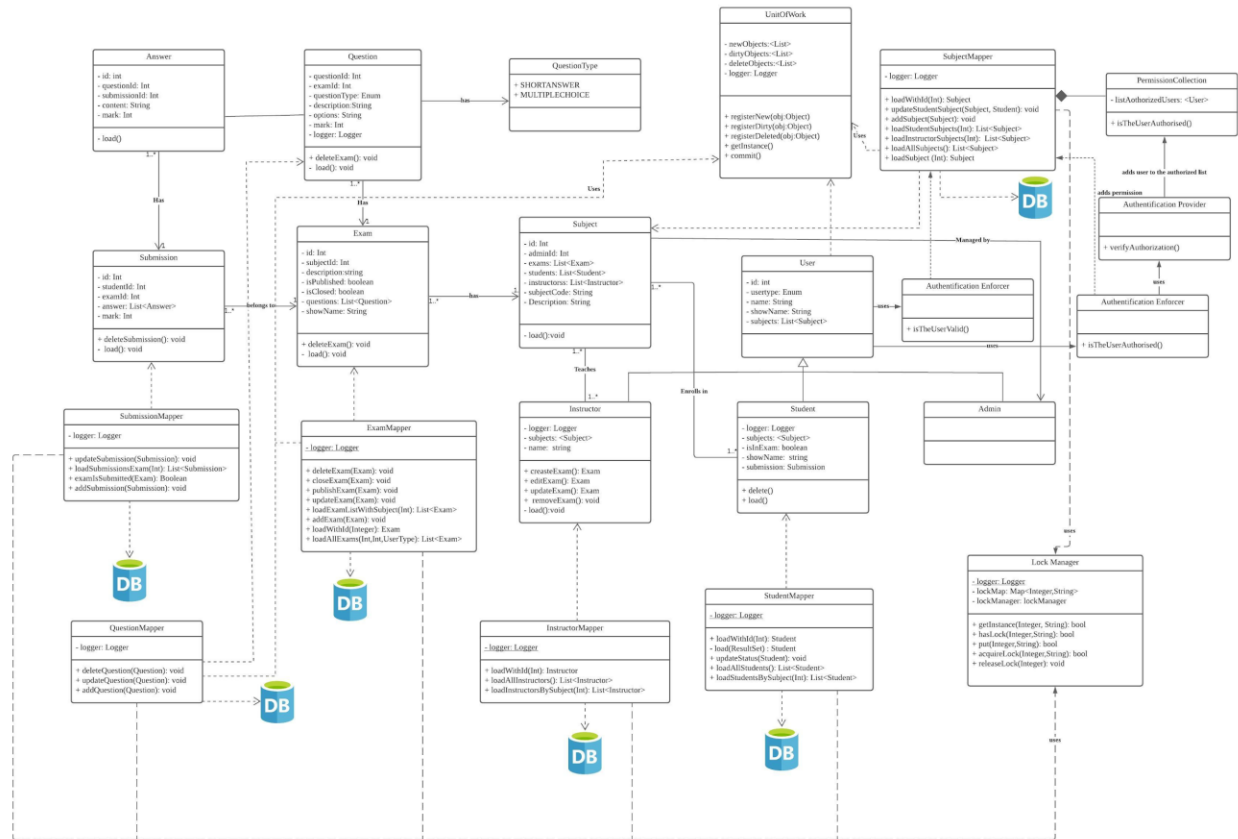 UnitOfWork
- newObjects:<List>
- dirtyObjects:<List>
- deleteObjects:<List>
- logger: Logger
+ registerNew(obj:Object)
+ registerDirty(obj:Object)
+ registerDeleted(obj:Object)
+ getInstance()
+ commit()
Answer
- id: int
- questionId: Int
- submissionId: Int
- content: String
- mark: Int
- load()
Question
- questionId: Int
- examId: Int
- questionType: Enum
- description:String
- options: String
- mark: Int
- logger: Logger
+ deleteExam(): void
- load(): void
QuestionType
+ SHORTANSWER
+ MULTIPLECHOICE
has
SubjectMapper
- logger: Logger
+ loadWithId(Int): Subject
+ updateStudentSubject(Subject, Student): void
+ addSubject(Subject): void
+ loadStudentSubjects(Int): List<Subject>
+ loadInstructorSubjects(Int): List<Subject>
+ loadAllSubjects(): List<Subject>
+ loadSubject (Int): Subject
PermissionCollection
- listAothorizedUsers: <User>
+ isTheUserAuthorised()
Uses
1..*
Has
1
1..*
Has
1
Uses
DB
adds user to the authorized list
adds permission
Authentification Provider
+ verifyAuthorization()
Submission
- id: Int
- studentId: Int
- examId: Int
- answer: List<Answer>
- mark: Int
+ deleteSubmission(): void
- load(): void
1..*
belongs to
1
Exam
- id: Int
- subjectId: Int
- description:string
- isPublished: boolean
- isClosed: boolean
- questions: List<Question>
- showName: String
+ deleteExam(): void
- load(): void
1..*
has
1
Subject
- id: Int
- adminId: Int
- exams: List<Exam>
- students: List<Student>
- instructorss: List<Instructor>
- subjectCode: String
- Description: String
- load():void
Managed by
1..*
User
- id: int
- usertype: Enum
- name: String
- showName: String
- subjects: List<Subject>
uses
Authentification Enforcer
+ isTheUserValid()
uses
Authentification Enforcer
+ isTheUserAuthorised()
uses
1..*
Teaches
1..*
Enrolls in
1..*
SubmissionMapper
- logger: Logger
+ updateSubmission(Submission): void
+ loadSubmissionsExam(Int): List<Submission>
+ examIsSubmitted(Exam): Boolean
+ addSubmission(Submission): void
ExamMapper
- logger: Logger
+ deleteExam(Exam): void
+ closeExam(Exam): void
+ publishExam(Exam): void
+ updateExam(Exam): void
+ loadExamListWithSubject(Int): List<Exam>
+ addExam(Exam): void
+ loadWithId(Integer): Exam
+ loadAllExams(Int,Int,UserType): List<Exam>
Instructor
- logger: Logger
- subjects: <Subject>
- name: string
+ createExam(): Exam
+ editExam(): Exam
+ updateExam(): Exam
+ removeExam(): void
- load():void
Student
- logger: Logger
- subjects: <Subject>
- isInExam: boolean
- showName: string
- submission: Submission
+ delete()
+ load()
Admin
DB
DB
uses
Lock Manager
- logger: Logger
- lockMap: Map<Integer,String>
- lockManager: lockManager
+ getInstance(Integer, String): bool
+ hasLock(Integer,String): bool
+ put(Integer,String): bool
+ acquireLock(Integer,String): bool
+ releaseLock(Integer): void
QuestionMapper
- logger: Logger
+ deleteQuestion(Question): void
+ updateQuestion(Question): void
+ addQuestion(Question): void
DB
InstructorMapper
- logger: Logger
+ loadWithId(Int): Instructor
+ loadAllInstructors(): List<Instructor>
+ loadInstructorsBySubject(Int): List<Instructor>
StudentMapper
- logger: Logger
+ loadWithId(Int): Student
- load(ResultSet) : Student
+ updateStatus(Student): void
+ loadAllStudents(): List<Student>
+ loadStudentsBySubject(Int): List<Student>
DB
DB
uses